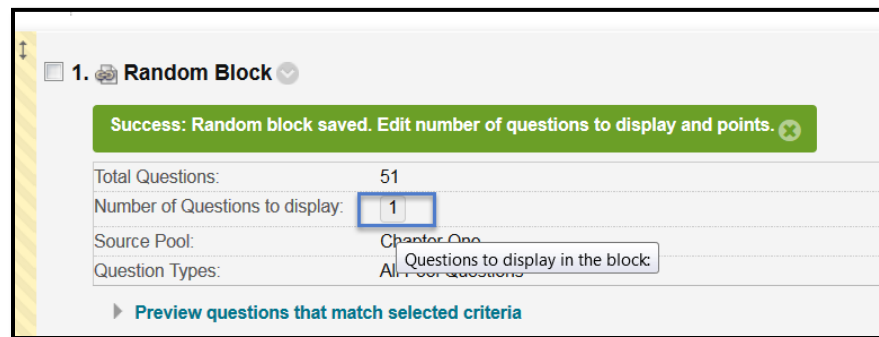 1. Random Block
Success: Random block saved. Edit number of questions to display and points.
Total Questions: 51
Number of Questions to display: 1
Source Pool: Chapter One
Questions to display in the block:
Question Types: All Pool Questions
Preview questions that match selected criteria